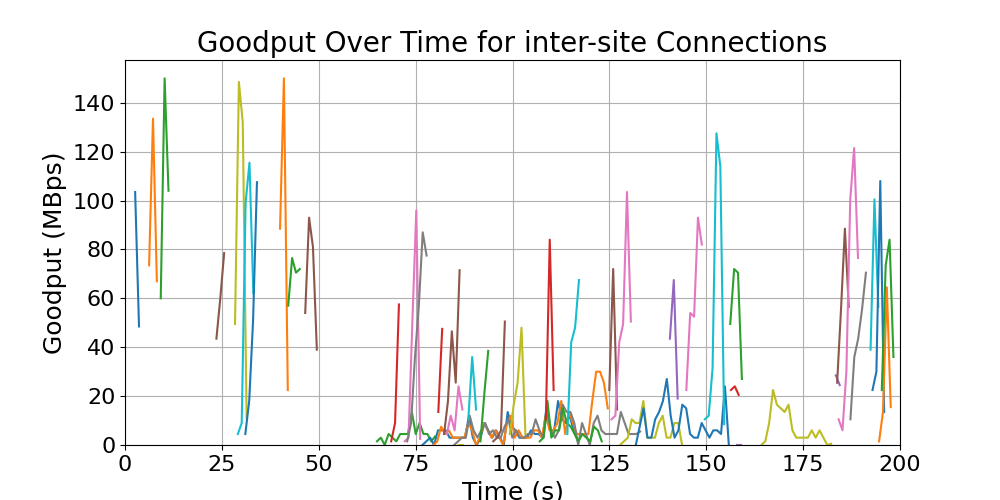 Goodput Over Time for inter-site Connections
Goodput (MBps)
140
120
100
80
60
40
20
0
0 25 50 75 100 125 150 175 200
Time (s)